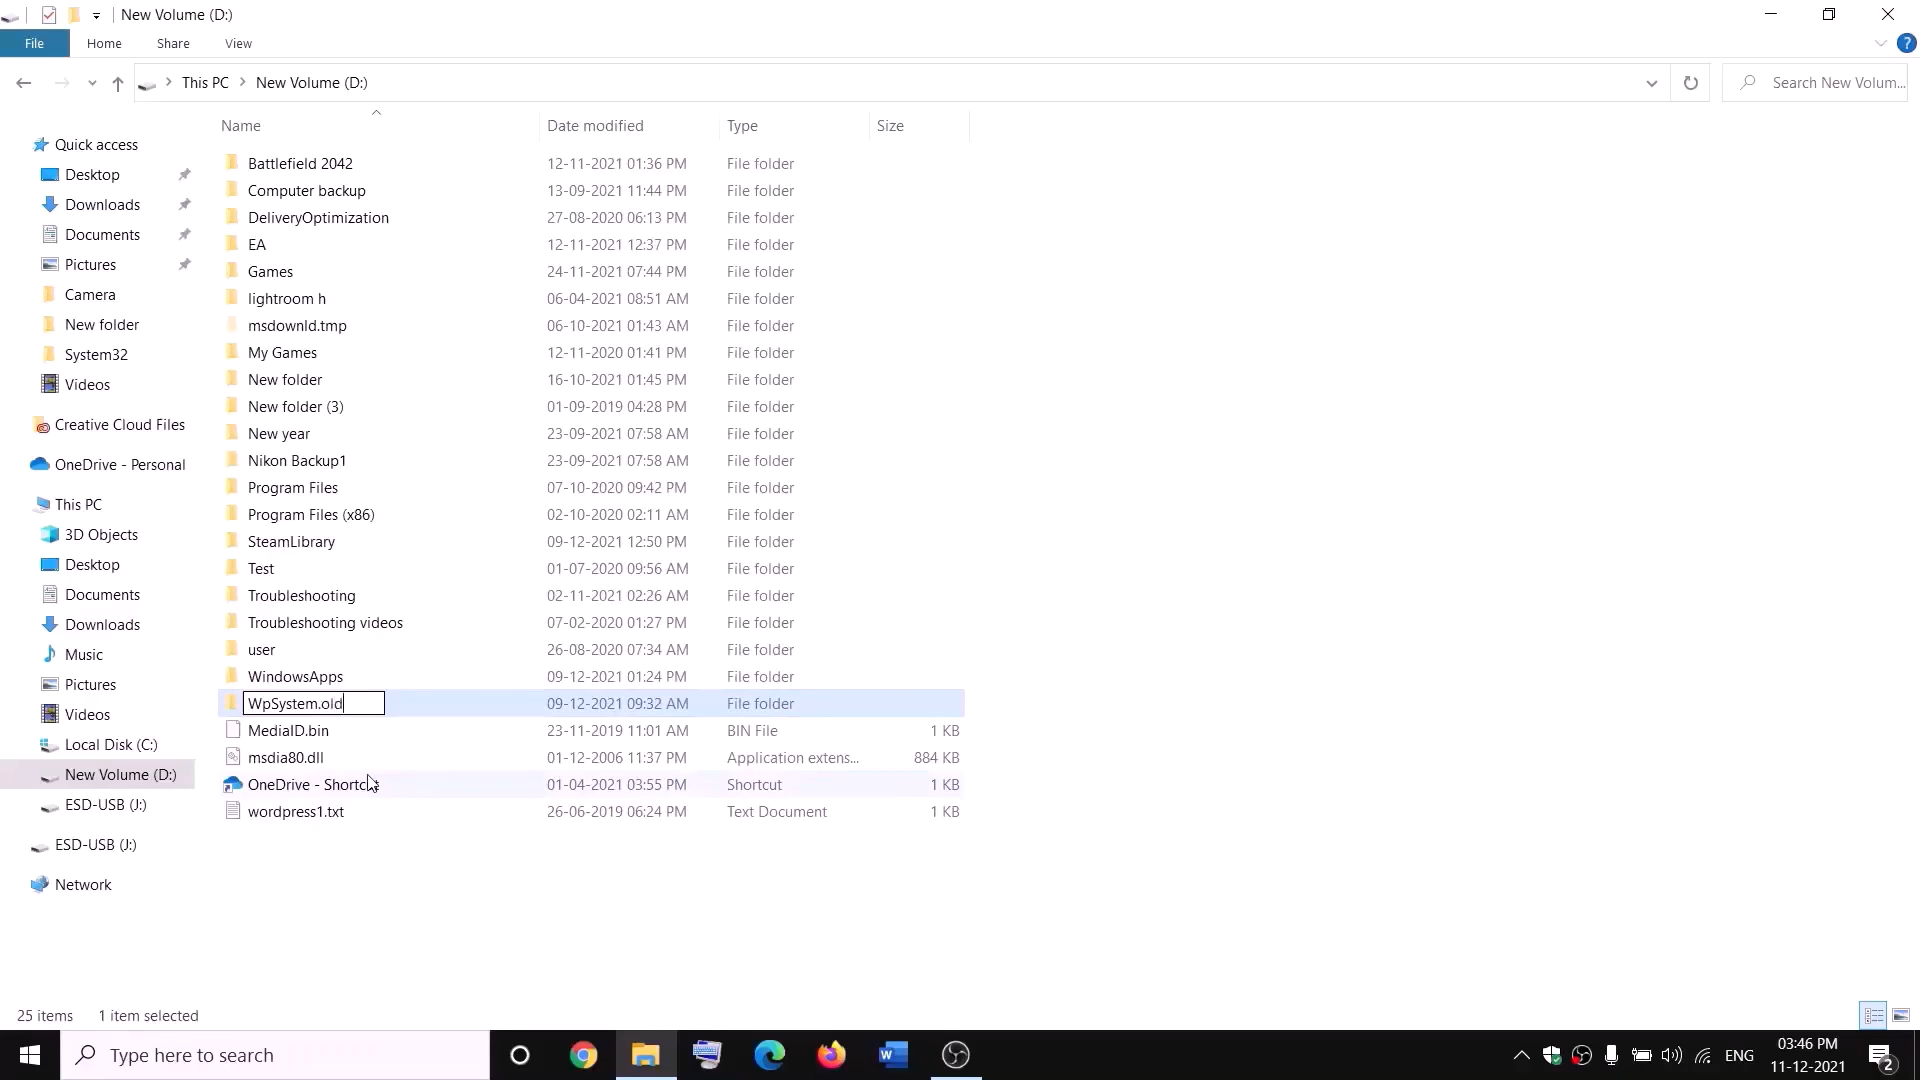 New Volume (D:)
File Home Share View
This PC New Volume (D:) Search New Volum...
Name Date modified Type Size
Quick access
Desktop
Downloads
Documents
Pictures
Camera
New folder
System32
Videos
Creative Cloud Files
OneDrive - Personal
This PC
3D Objects
Desktop
Documents
Downloads
Music
Pictures
Videos
Local Disk (C:)
New Volume (D:)
ESD-USB (J:)
ESD-USB (J:)
Network
Battlefield 2042 12-11-2021 01:36 PM File folder
Computer backup 13-09-2021 11:44 PM File folder
DeliveryOptimization 27-08-2020 06:13 PM File folder
EA 12-11-2021 12:37 PM File folder
Games 24-11-2021 07:44 PM File folder
lightroom h 06-04-2021 08:51 AM File folder
msdownld.tmp 06-10-2021 01:43 AM File folder
My Games 12-11-2020 01:41 PM File folder
New folder 16-10-2021 01:45 PM File folder
New folder (3) 01-09-2019 04:28 PM File folder
New year 23-09-2021 07:58 AM File folder
Nikon Backup1 23-09-2021 07:58 AM File folder
Program Files 07-10-2020 09:42 PM File folder
Program Files (x86) 02-10-2020 02:11 AM File folder
SteamLibrary 09-12-2021 12:50 PM File folder
Test 01-07-2020 09:56 AM File folder
Troubleshooting 02-11-2021 02:26 AM File folder
Troubleshooting videos 07-02-2020 01:27 PM File folder
user 26-08-2020 07:34 AM File folder
WindowsApps 09-12-2021 01:24 PM File folder
WpSystem.old 09-12-2021 09:32 AM File folder
MediaID.bin 23-11-2019 11:01 AM BIN File 1 KB
msdia80.dll 01-12-2006 11:37 PM Application extens... 884 KB
OneDrive - Shortcut 01-04-2021 03:55 PM Shortcut 1 KB
wordpress1.txt 26-06-2019 06:24 PM Text Document 1 KB
25 items 1 item selected
Type here to search
ENG
03:46 PM
11-12-2021
2